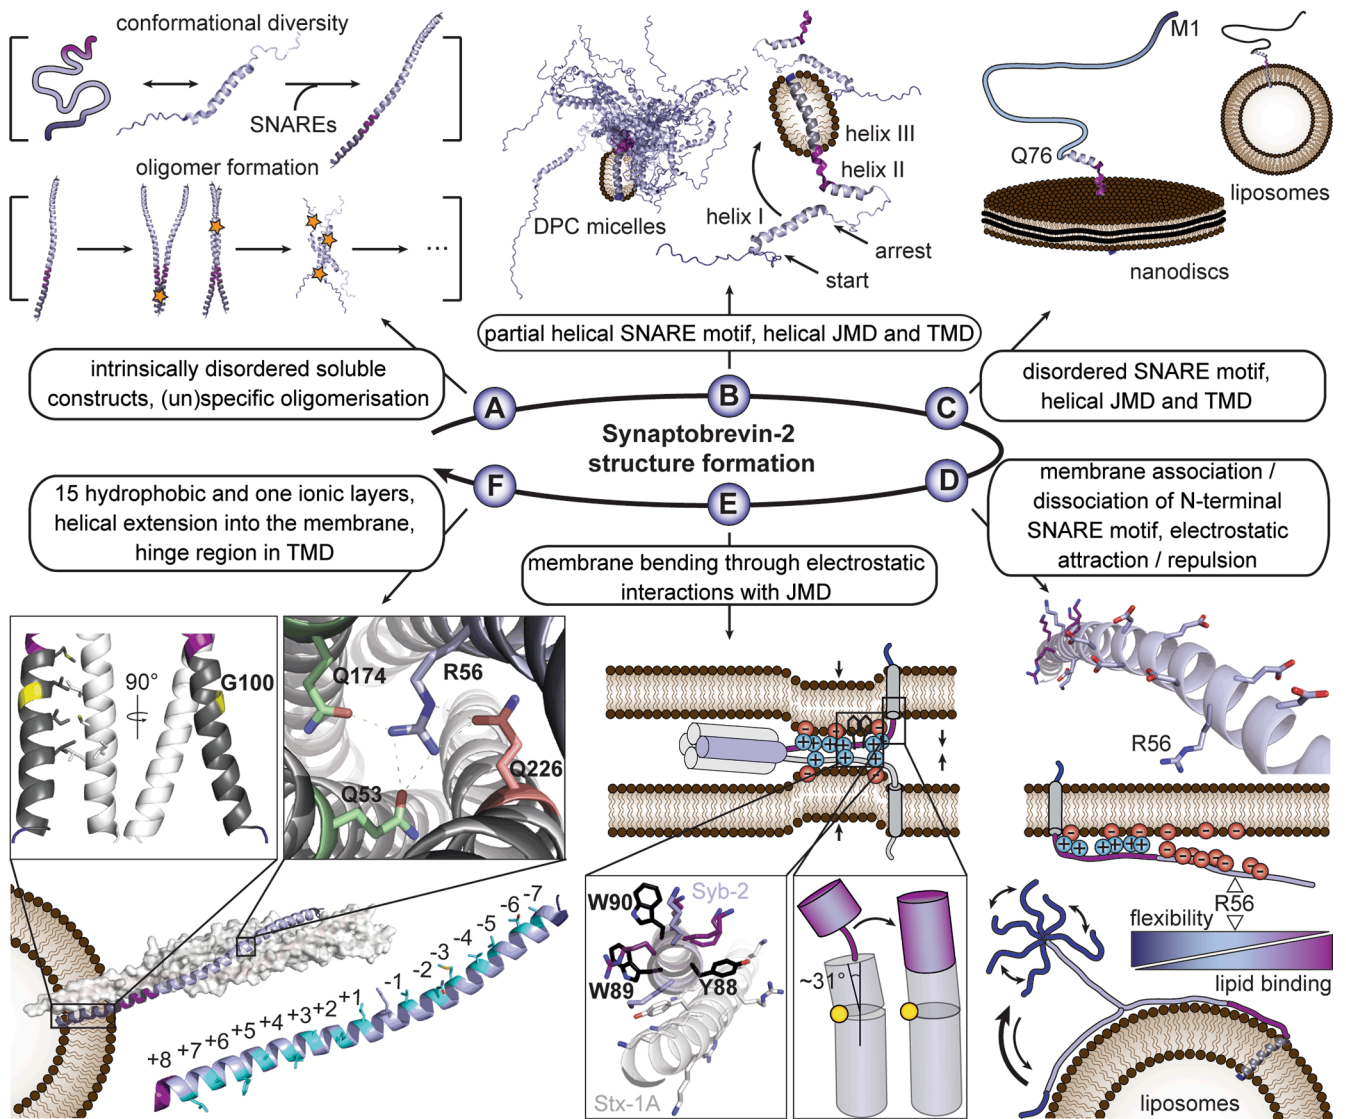 conformational diversity
SNAREs
oligomer formation
...
DPC micelles
helix III
helix II
helix I
arrest
start
M1
Q76
liposomes
nanodiscs
partial helical SNARE motif, helical JMD and TMD
intrinsically disordered soluble
constructs, (un)specific oligomerisation
disordered SNARE motif,
helical JMD and TMD
A
B
C
Synaptobrevin-2
structure formation
D
E
F
15 hydrophobic and one ionic layers,
helical extension into the membrane,
hinge region in TMD
membrane bending through electrostatic
interactions with JMD
membrane association /
dissociation of N-terminal
SNARE motif, electrostatic
attraction / repulsion
90°
G100
Q174
R56
Q226
Q53
R56
R56
flexibility
lipid binding
liposomes
W90
Syb-2
W89
Y88
Stx-1A
~31°
-7
-6
-5
-4
-3
-2
-1
+1
+2
+3
+4
+5
+6
+7
+8